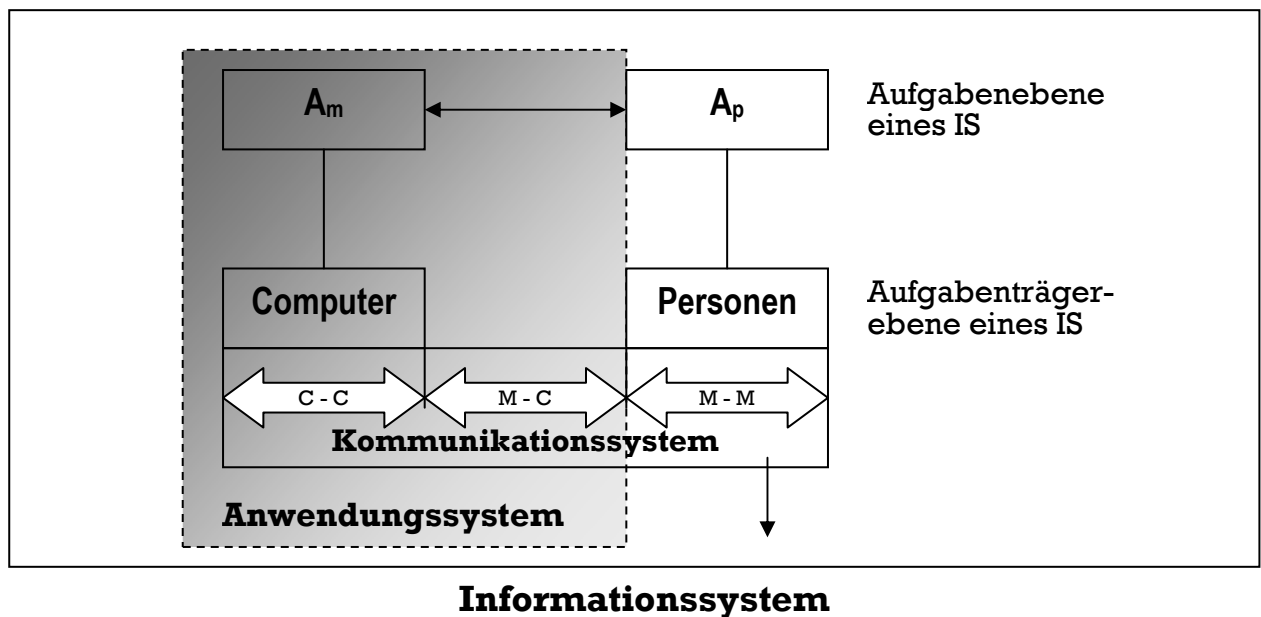 Am
Ap
Aufgabenebene
eines IS
Computer
Personen
Aufgabenträger-
ebene eines IS
C - C
M - C
M - M
Kommunikationssystem
Anwendungssystem
Informationssystem